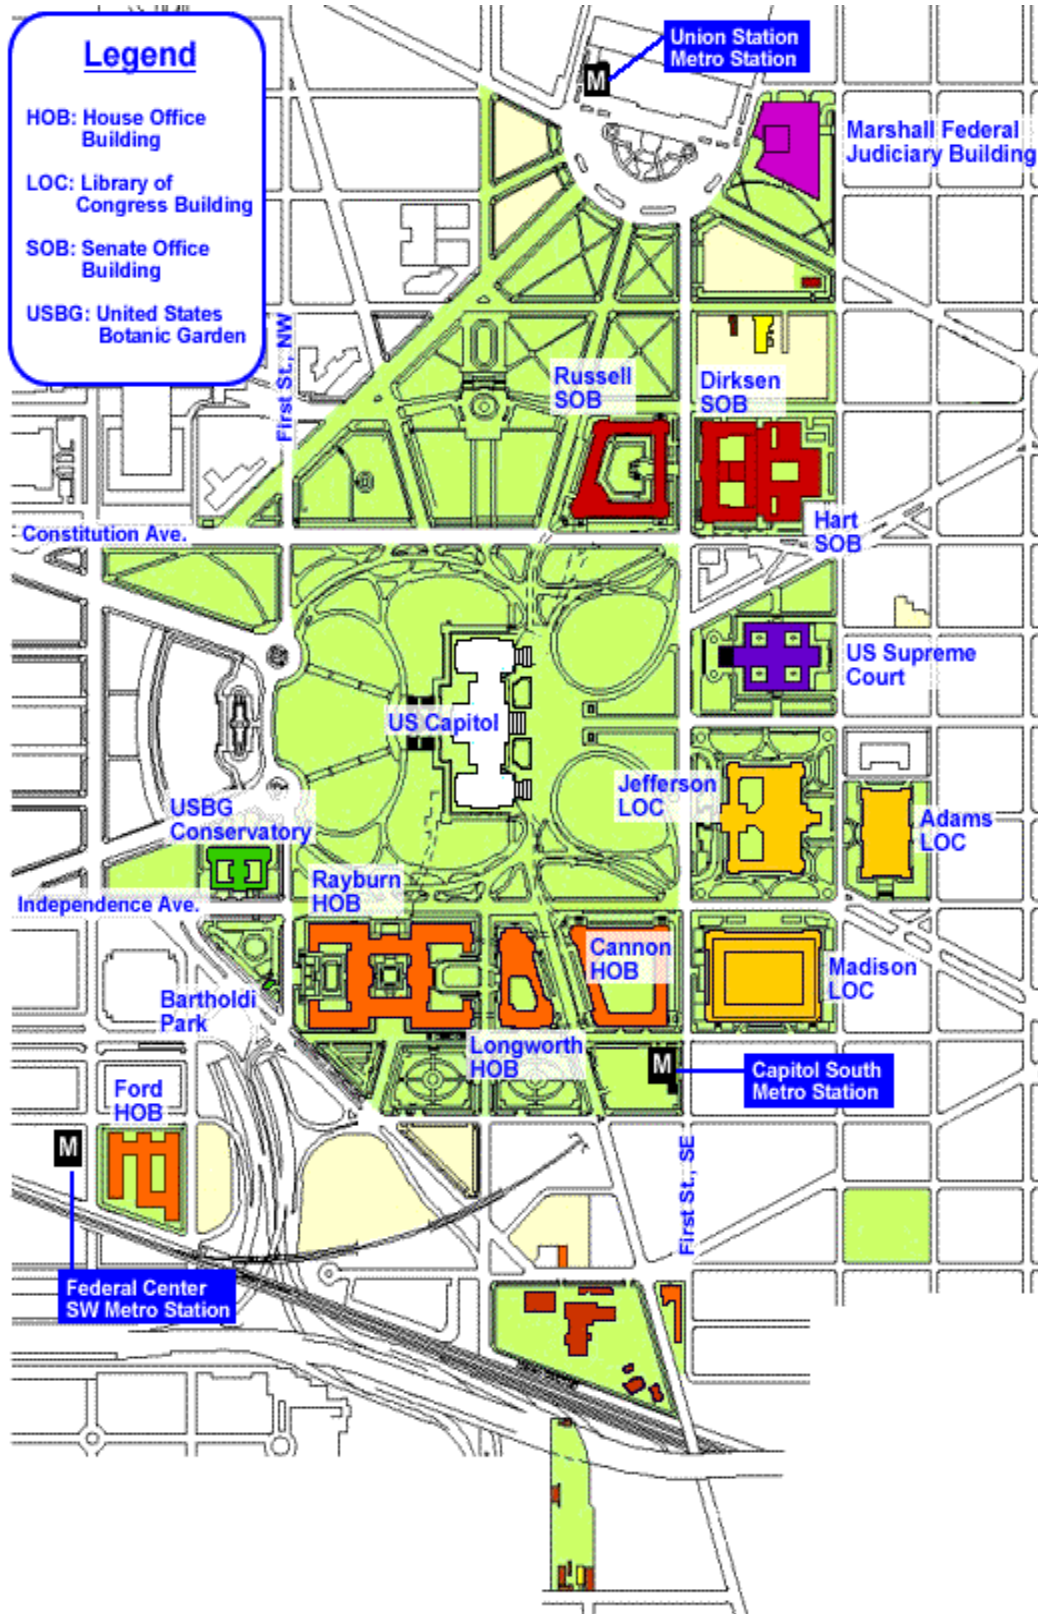 Legend
HOB: House Office
Building
LOC: Library of
Congress Building
SOB: Senate Office
Building
USBG: United States
Botanic Garden
Union Station
Metro Station
M
Marshall Federal
Judiciary Building
First St., NW
Russell
SOB
Dirksen
SOB
Hart
SOB
Constitution Ave.
US Supreme
Court
US Capitol
Jefferson
LOC
Adams
LOC
USBG
Conservatory
Rayburn
HOB
Independence Ave.
Cannon
HOB
Madison
LOC
Bartholdi
Park
Longworth
HOB
M
Capitol South
Metro Station
Ford
HOB
M
First St., SE
Federal Center
SW Metro Station